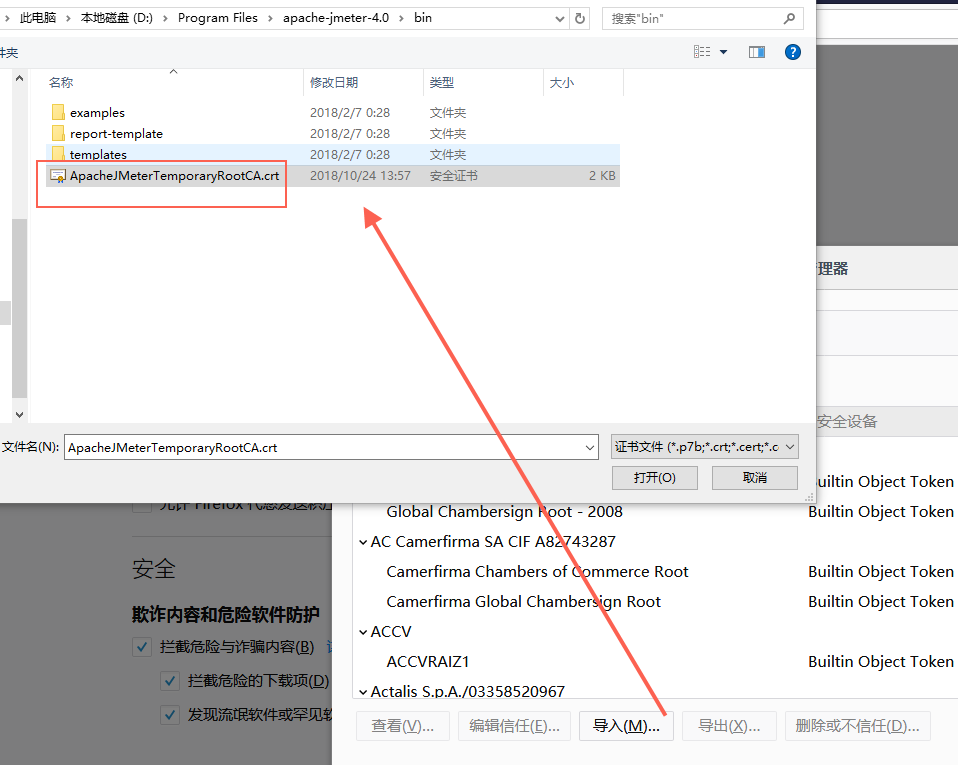 此电脑 › 本地磁盘 (D:) › Program Files › apache-jmeter-4.0 › bin
搜索"bin"
件夹
名称 修改日期 类型 大小
examples 2018/2/7 0:28 文件夹
report-template 2018/2/7 0:28 文件夹
templates 2018/2/7 0:28 文件夹
ApacheJMeterTemporaryRootCA.crt 2018/10/24 13:57 安全证书 2 KB
理器
安全设备
文件名(N): ApacheJMeterTemporaryRootCA.crt 证书文件 (*.p7b;*.crt;*.cert;*.c
打开(O) 取消
uiltin Object Token
允许 Firefox 代您发送积压
Global Chambersign Root - 2008 Builtin Object Token
AC Camerfirma SA CIF A82743287
Camerfirma Chambers of Commerce Root Builtin Object Token
Camerfirma Global Chambersign Root Builtin Object Token
ACCV
ACCVRAIZ1 Builtin Object Token
Actalis S.p.A./03358520967
安全
欺诈内容和危险软件防护
拦截危险与诈骗内容(B)
拦截危险的下载项(D)
发现流氓软件或罕见软
查看(V)... 编辑信任(E)... 导入(M)... 导出(X)... 删除或不信任(D)...